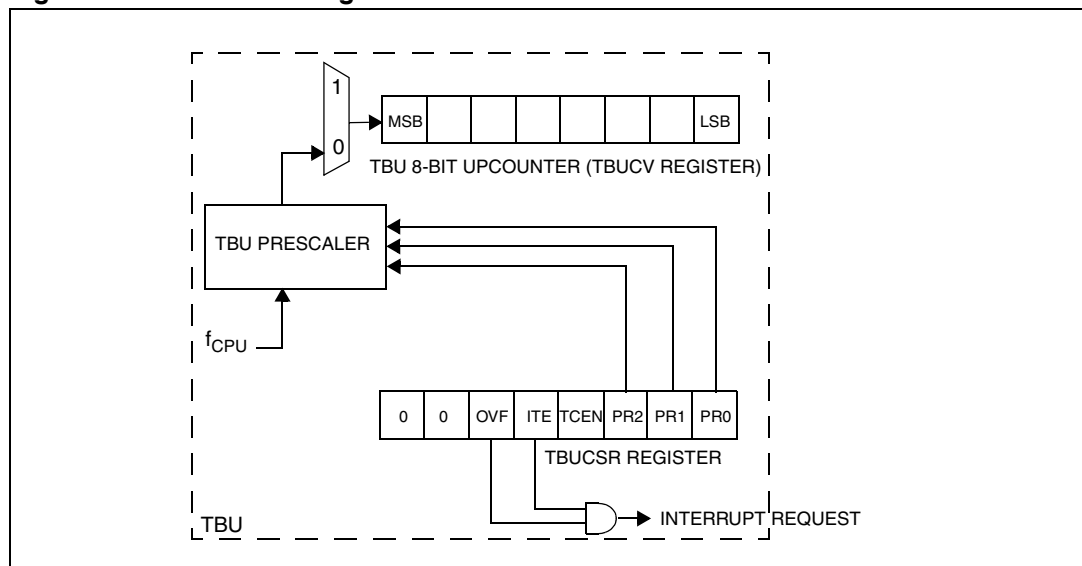 1
0
MSB
LSB
TBU 8-BIT UPCOUNTER (TBUCV REGISTER)
TBU PRESCALER
fCPU
0 0 OVF ITE TCEN PR2 PR1 PR0
TBUCSR REGISTER
INTERRUPT REQUEST
TBU